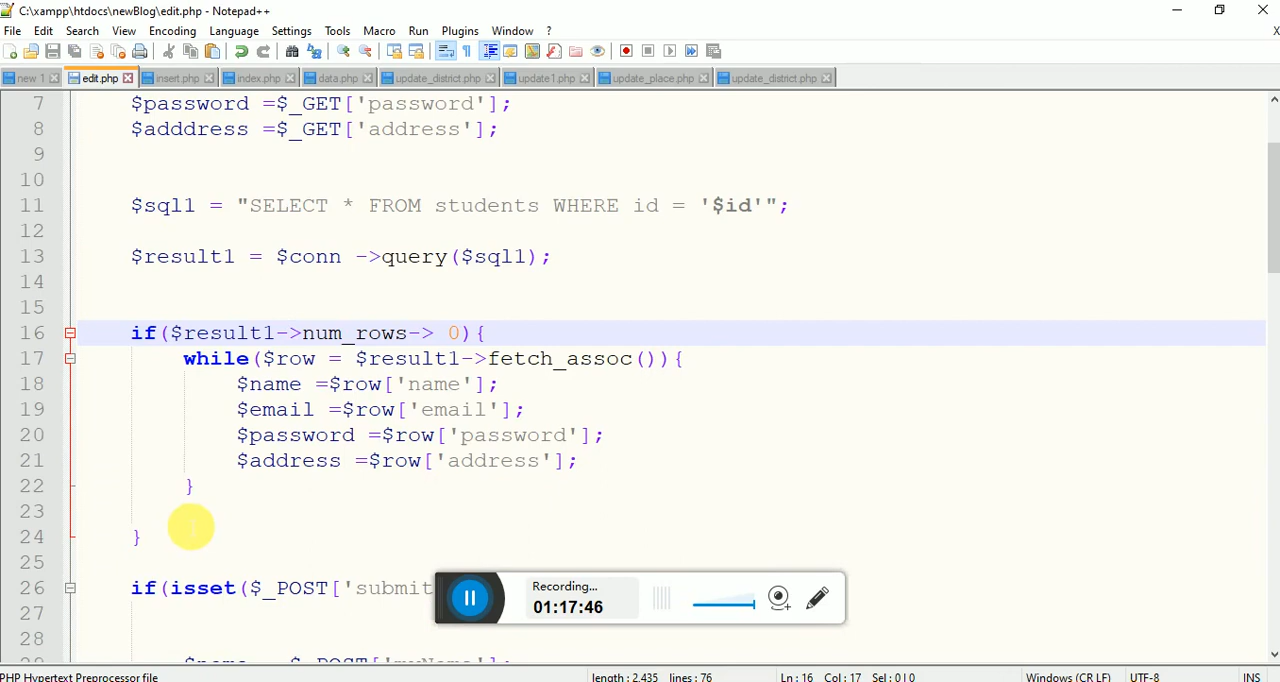 C:\xampp\htdocs\newBlog\edit.php - Notepad++
File Edit Search View Encoding Language Settings Tools Macro Run Plugins Window ? X
new 1 edit.php insert.php index.php data.php update_district.php update1.php update_place.php update_district.php
7 $password =$_GET['password'];
8 $adddress =$_GET['address'];
9
10
11 $sql1 = "SELECT * FROM students WHERE id = '$id'";
12
13 $result1 = $conn ->query($sql1);
14
15
16 if($result1->num_rows-> 0){
17 while($row = $result1->fetch_assoc()){
18 $name =$row['name'];
19 $email =$row['email'];
20 $password =$row['password'];
21 $address =$row['address'];
22 }
23
24 }
25
26 if(isset($_POST['submit
27
28
Recording...
01:17:46
PHP Hypertext Preprocessor file length : 2,435 lines : 76 Ln : 16 Col : 17 Sel : 0 | 0 Windows (CR LF) UTF-8 INS